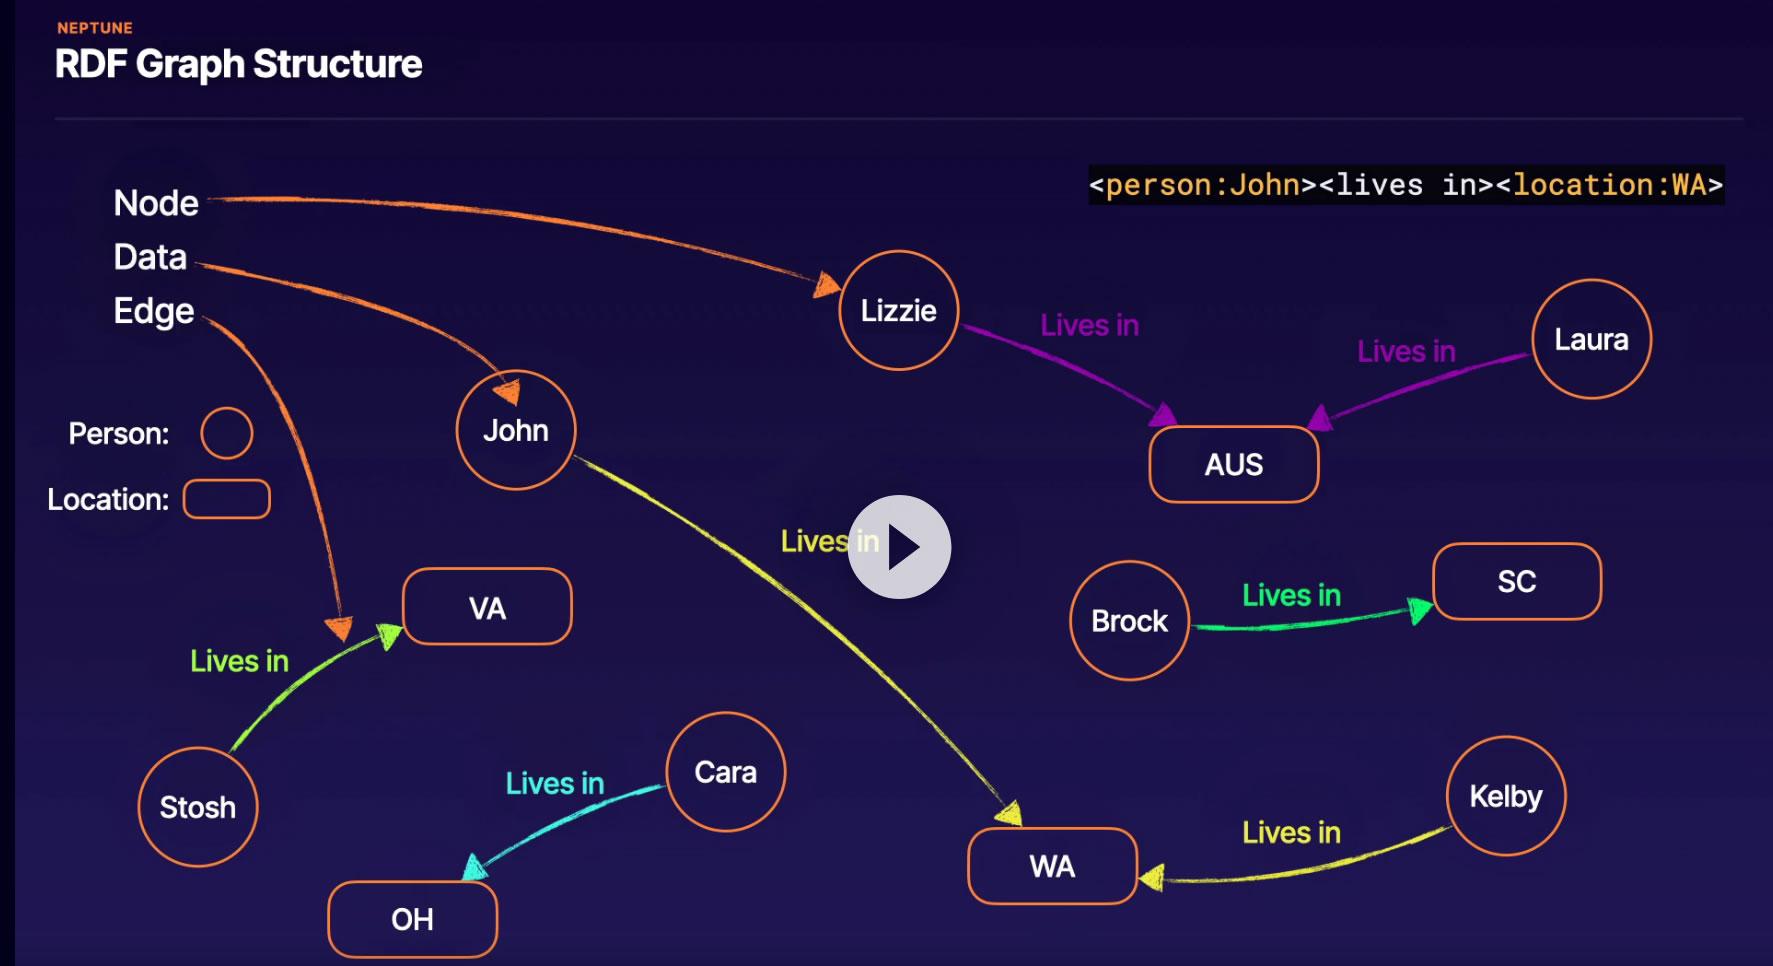 NEPTUNE
RDF Graph Structure
<person:John><lives in><location:WA>
Node
Data
Edge
Person:
Location:
Lizzie
Lives in
Lives in
Laura
John
AUS
Lives in
VA
Brock
Lives in
SC
Lives in
Stosh
Lives in
Cara
OH
WA
Lives in
Kelby